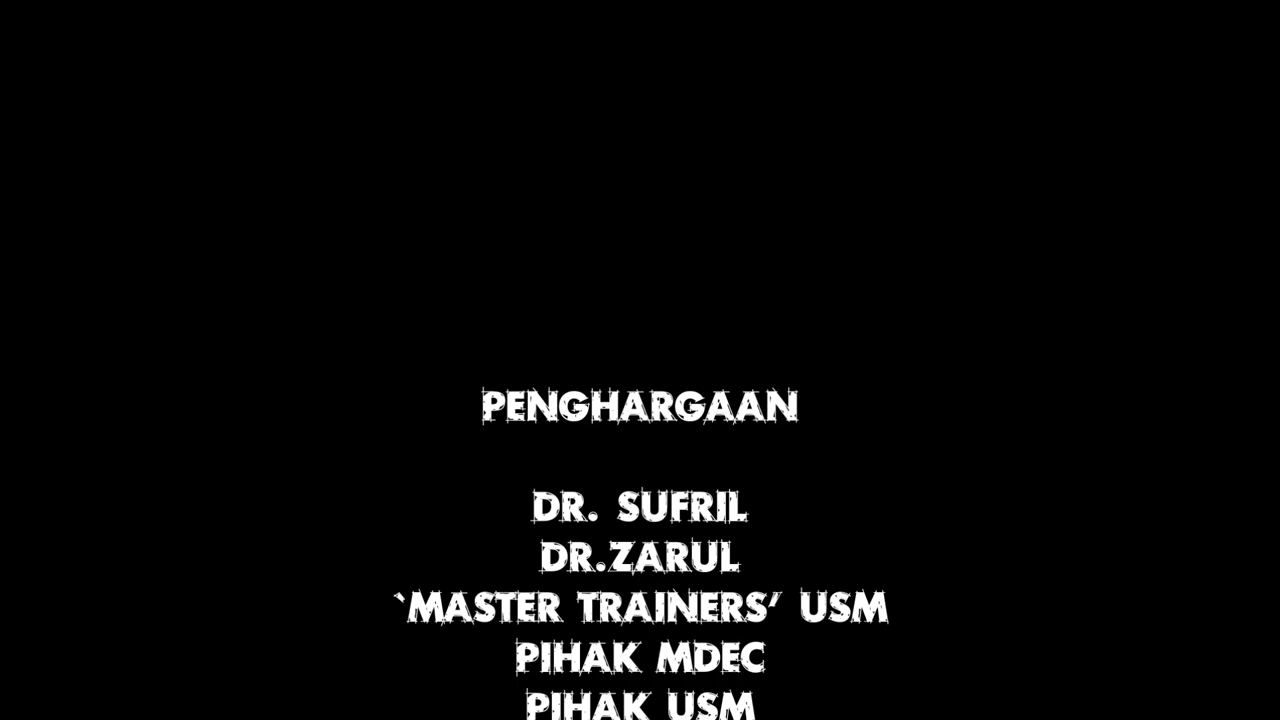 PENGHARGAAN
DR. SUFRIL
DR.ZARUL
`MASTER TRAINERS' USM
PIHAK MDEC
PIHAK USM